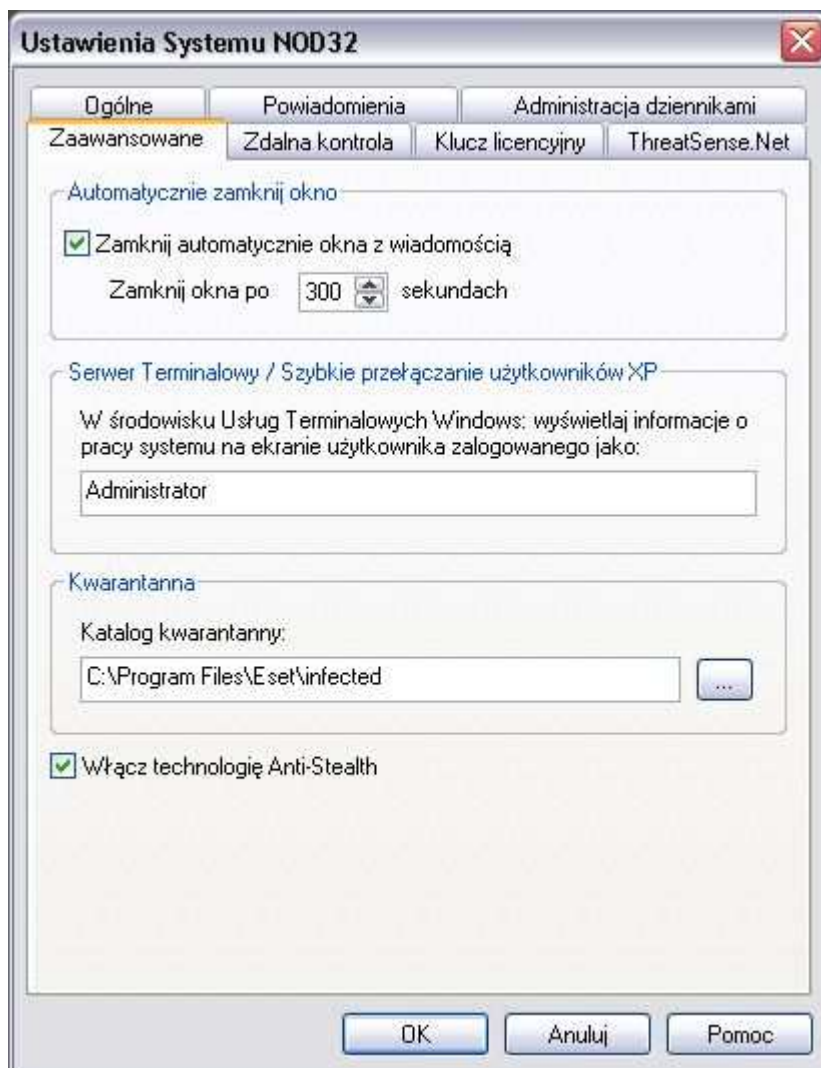 Ustawienia Systemu NOD32
Ogólne
Powiadomienia
Administracja dziennikami
Zaawansowane
Zdalna kontrola
Klucz licencyjny
ThreatSense.Net
Automatycznie zamknij okno
Zamknij automatycznie okna z wiadomością
Zamknij okna po 300 sekundach
Serwer Terminalowy / Szybkie przełączanie użytkowników XP
W środowisku Usług Terminalowych Windows: wyświetlaj informacje o
pracy systemu na ekranie użytkownika zalogowanego jako:
Administrator
Kwarantanna
Katalog kwarantanny:
C:\Program Files\Eset\infected
...
Włącz technologię Anti-Stealth
OK
Anuluj
Pomoc